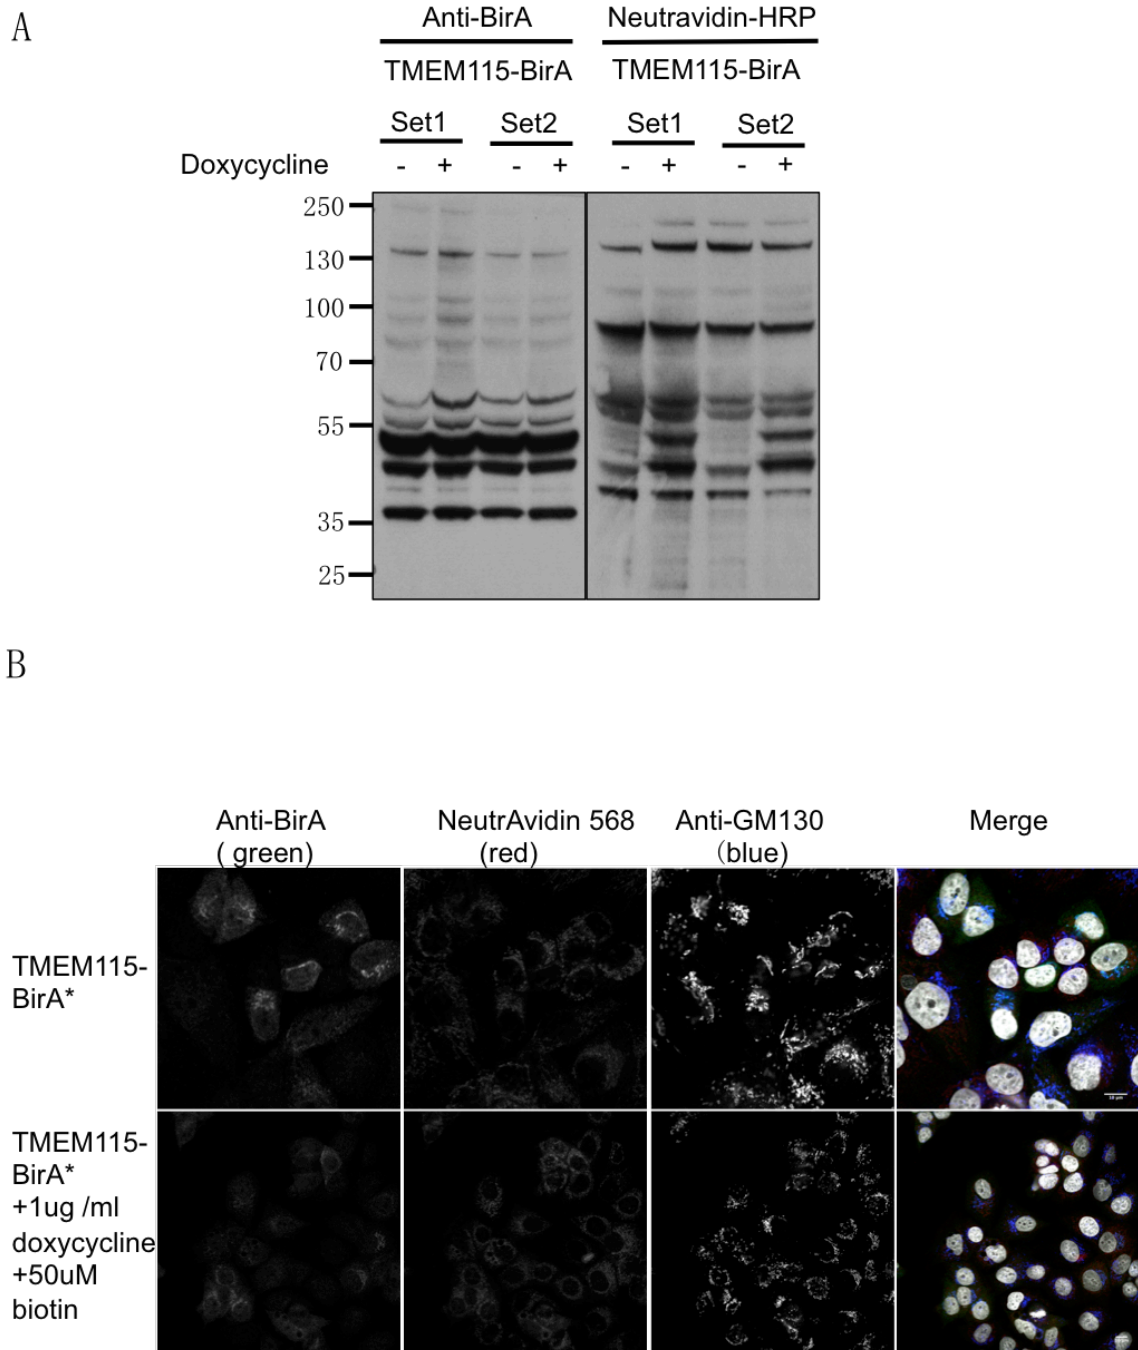 A
Anti-BirA
Neutravidin-HRP
TMEM115-BirA
TMEM115-BirA
Set1
Set2
Set1
Set2
Doxycycline
- + - + - + - +
250
130
100
70
55
35
25
B
Anti-BirA
( green)
NeutrAvidin 568
(red)
Anti-GM130
(blue)
Merge
TMEM115-
BirA*
10 μm
TMEM115-
BirA*
+1ug /ml
doxycycline
+50uM
biotin